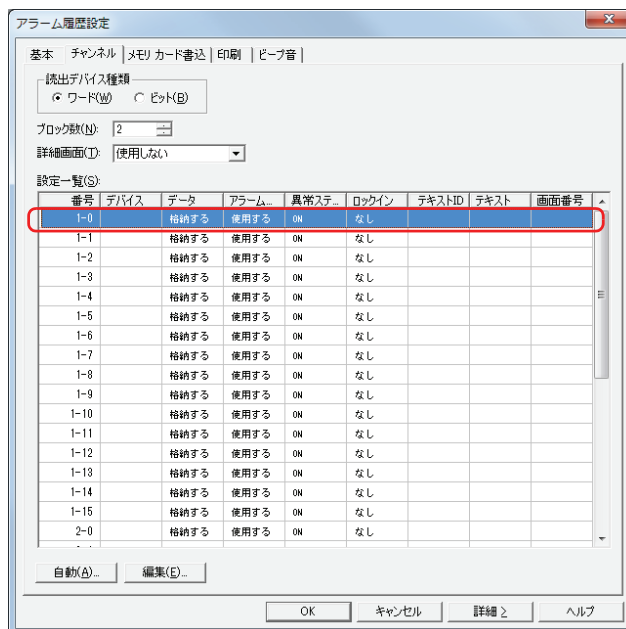 アラーム履歴設定
基本 チャンネル メモリ カード書込 印刷 ビープ音
読出デバイス種類
ワード(W) ビット(B)
ブロック数(N): 2
詳細画面(T): 使用しない
設定一覧(S):
番号 デバイス データ アラーム... 異常ステ... ロックイン テキストID テキスト 画面番号
1-0 格納する 使用する ON なし
1-1 格納する 使用する ON なし
1-2 格納する 使用する ON なし
1-3 格納する 使用する ON なし
1-4 格納する 使用する ON なし
1-5 格納する 使用する ON なし
1-6 格納する 使用する ON なし
1-7 格納する 使用する ON なし
1-8 格納する 使用する ON なし
1-9 格納する 使用する ON なし
1-10 格納する 使用する ON なし
1-11 格納する 使用する ON なし
1-12 格納する 使用する ON なし
1-13 格納する 使用する ON なし
1-14 格納する 使用する ON なし
1-15 格納する 使用する ON なし
2-0 格納する 使用する ON なし
自動(A)... 編集(E)...
OK キャンセル 詳細 ≥ ヘルプ